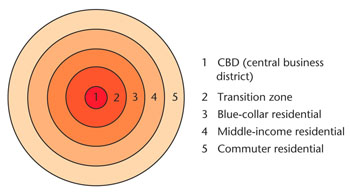 1 2 3 4 5
1 CBD (central business
district)
2 Transition zone
3 Blue-collar residential
4 Middle-income residential
5 Commuter residential